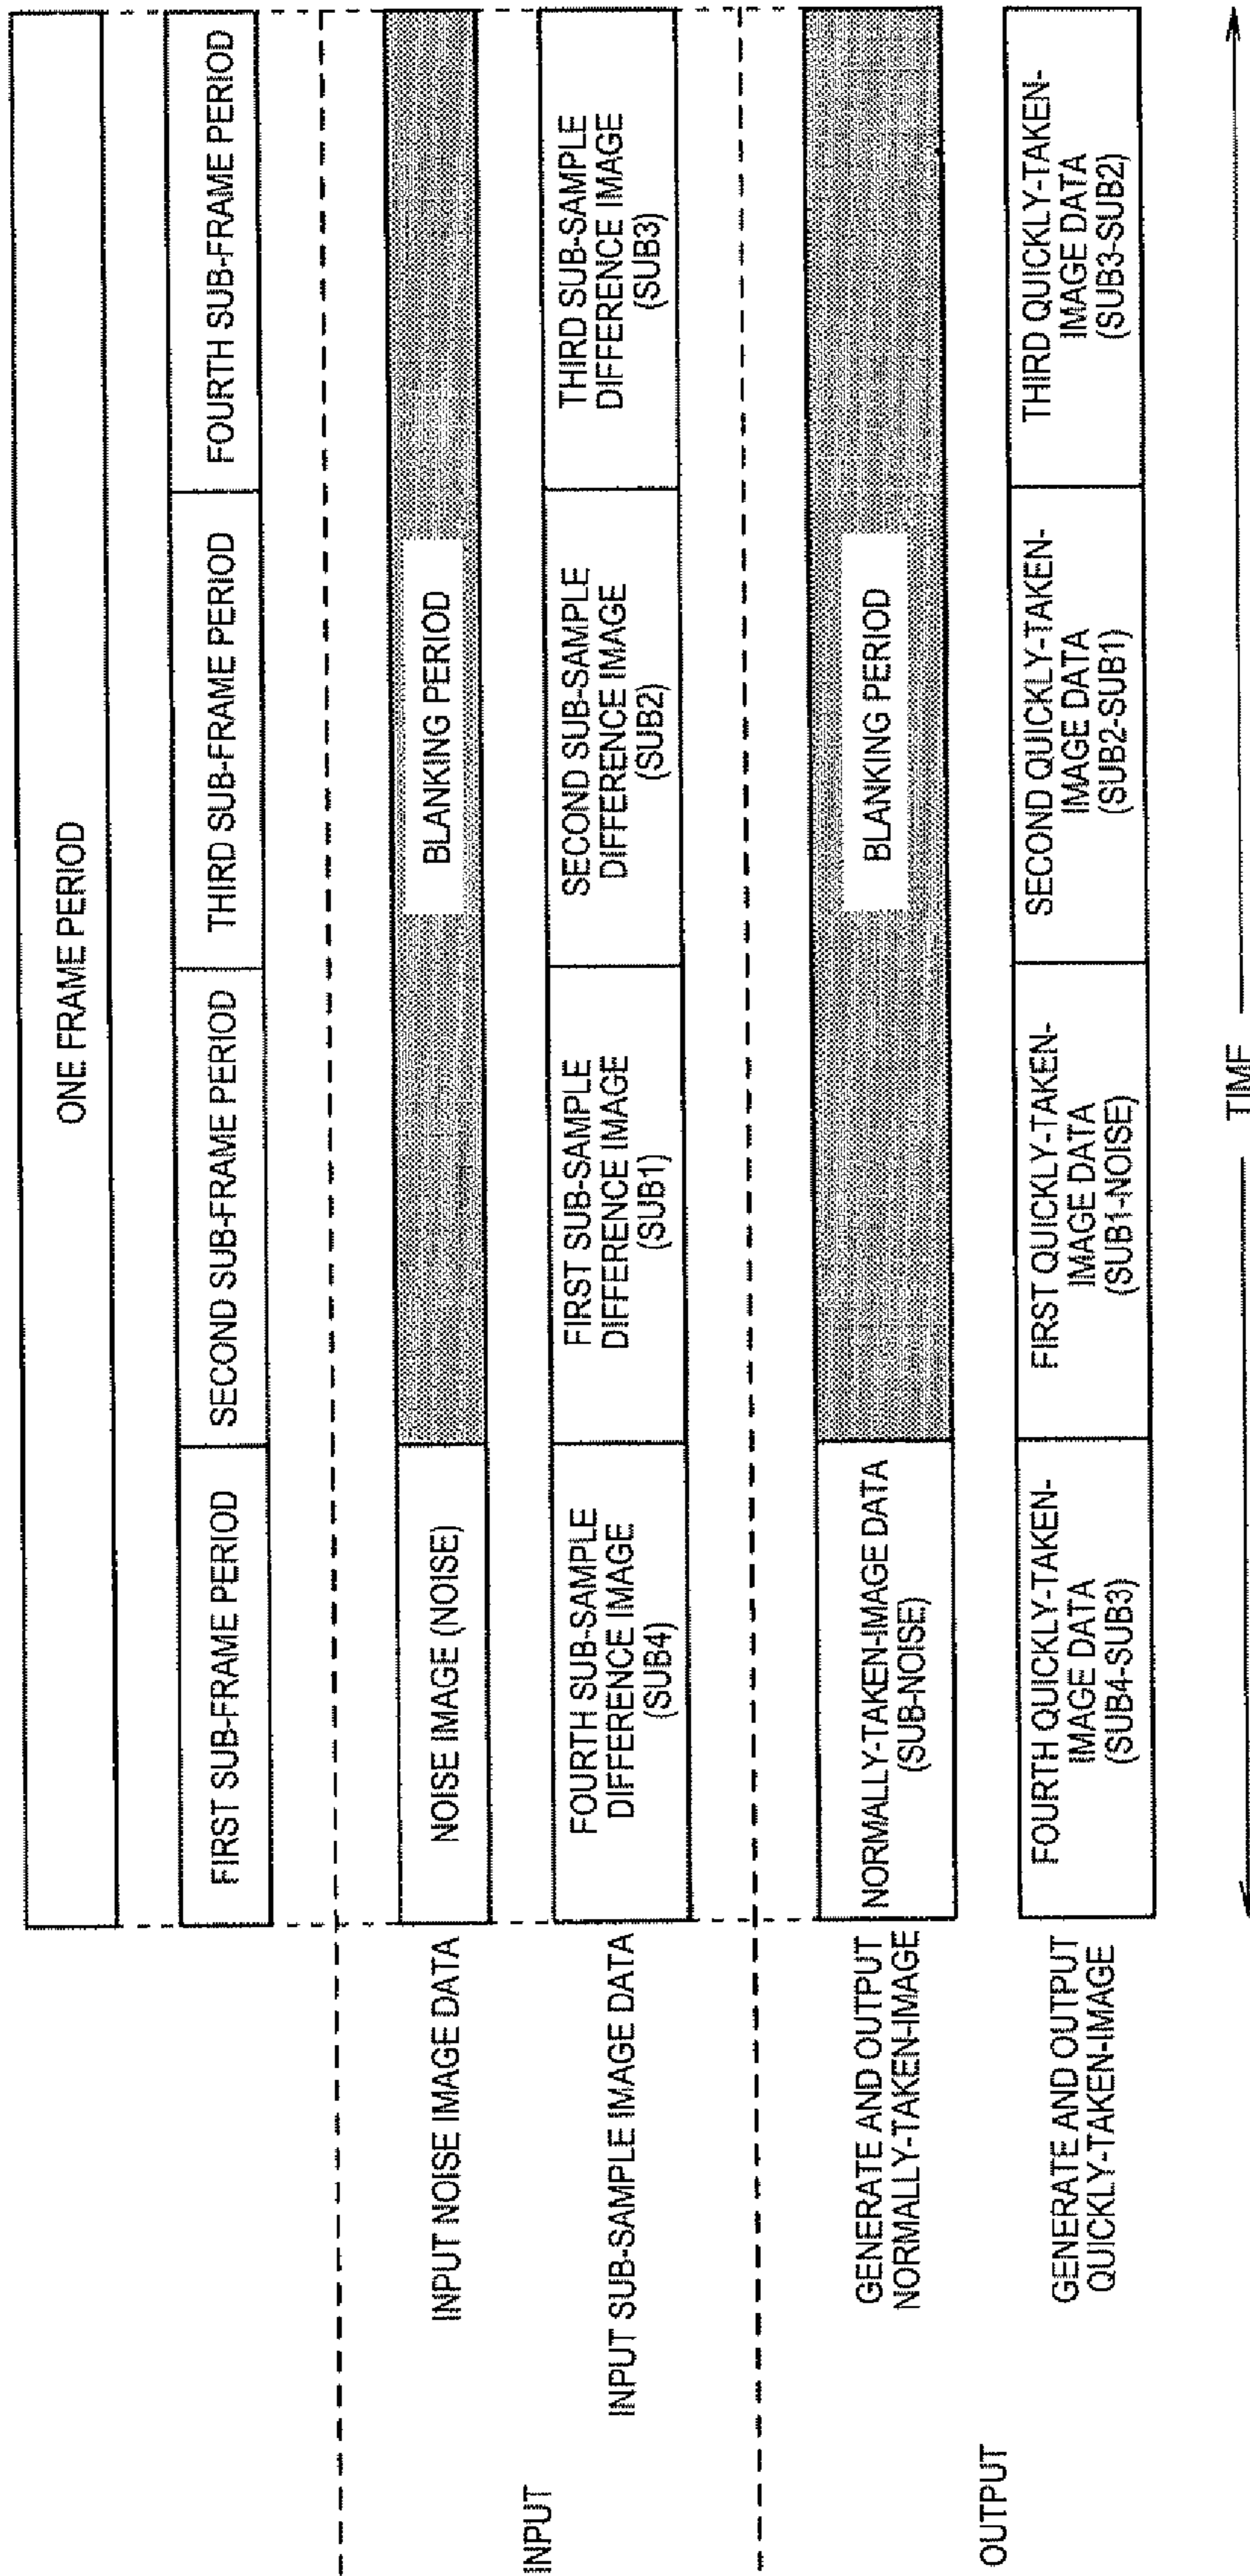 ONE FRAME PERIOD
FIRST SUB-FRAME PERIOD
SECOND SUB-FRAME PERIOD
THIRD SUB-FRAME PERIOD
FOURTH SUB-FRAME PERIOD
INPUT
INPUT NOISE IMAGE DATA
NOISE IMAGE (NOISE)
BLANKING PERIOD
INPUT SUB-SAMPLE IMAGE DATA
FOURTH SUB-SAMPLE
DIFFERENCE IMAGE
(SUB4)
FIRST SUB-SAMPLE
DIFFERENCE IMAGE
(SUB1)
SECOND SUB-SAMPLE
DIFFERENCE IMAGE
(SUB2)
THIRD SUB-SAMPLE
DIFFERENCE IMAGE
(SUB3)
OUTPUT
GENERATE AND OUTPUT
NORMALLY-TAKEN-IMAGE
NORMALLY-TAKEN-IMAGE DATA
(SUB-NOISE)
BLANKING PERIOD
GENERATE AND OUTPUT
QUICKLY-TAKEN-IMAGE
FOURTH QUICKLY-TAKEN-
IMAGE DATA
(SUB4-SUB3)
FIRST QUICKLY-TAKEN-
IMAGE DATA
(SUB1-NOISE)
SECOND QUICKLY-TAKEN-
IMAGE DATA
(SUB2-SUB1)
THIRD QUICKLY-TAKEN-
IMAGE DATA
(SUB3-SUB2)
TIME